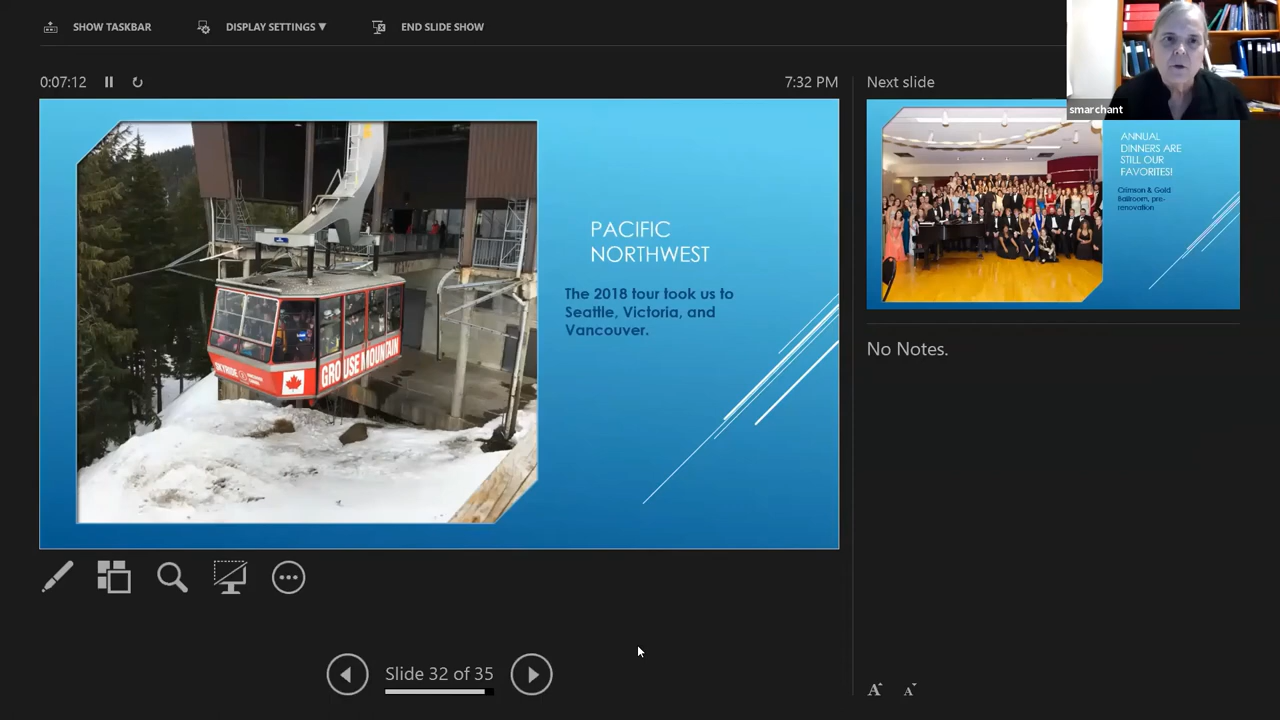 SHOW TASKBAR
DISPLAY SETTINGS ▼
END SLIDE SHOW
smarchant
0:07:12
7:32 PM
Next slide
PACIFIC
NORTHWEST
The 2018 tour took us to
Seattle, Victoria, and
Vancouver.
SKYRIDE
GROUSE MOUNTAIN
ANNUAL
DINNERS ARE
STILL OUR
FAVORITES!
Crimson & Gold
Ballroom, pre-
renovation
No Notes.
Slide 32 of 35
A
A